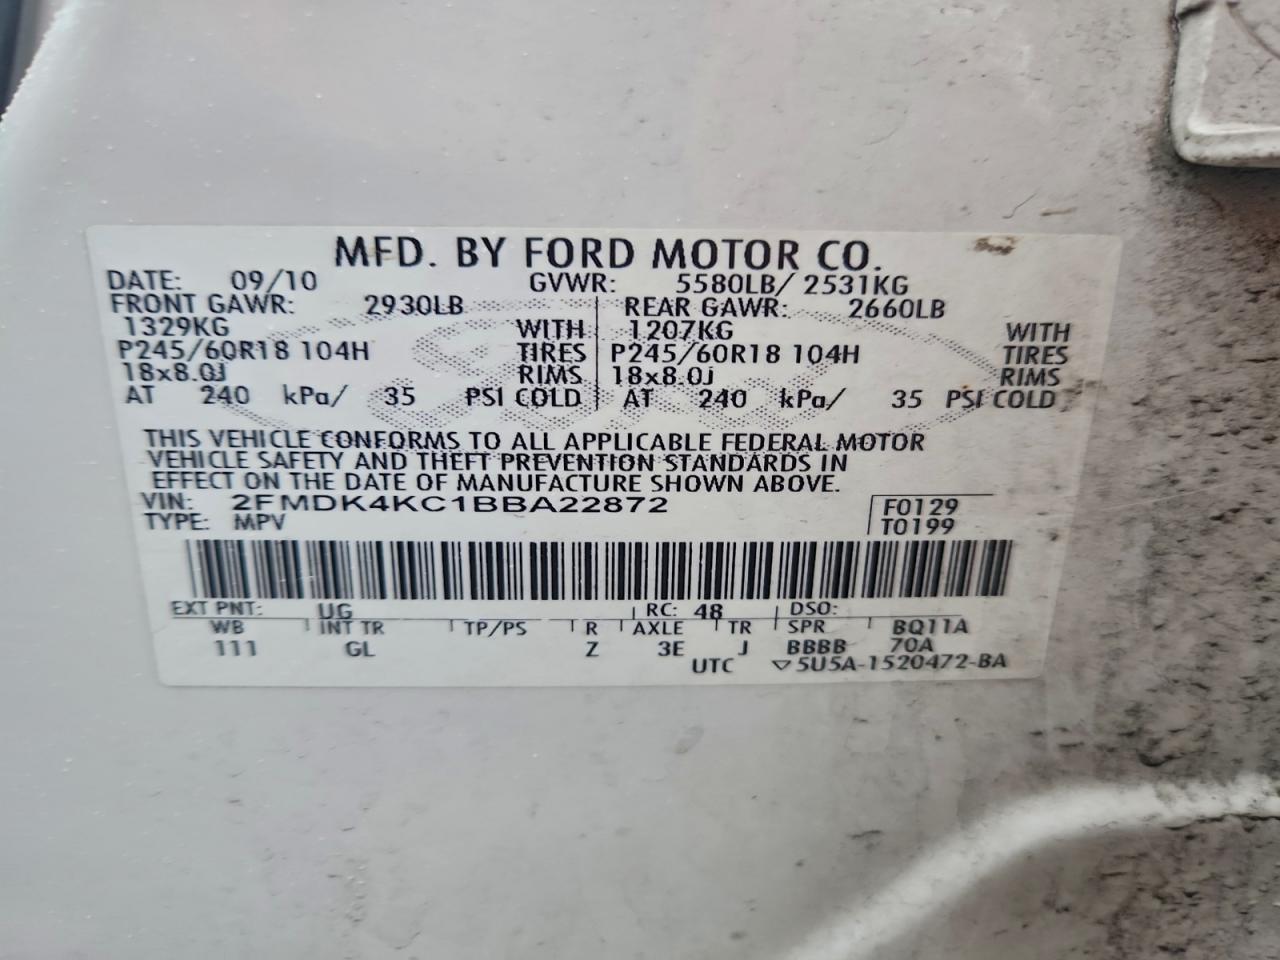 MFD. BY FORD MOTOR CO.
DATE: 09/10 GVWR: 5580LB/ 2531KG
FRONT GAWR: 2930LB REAR GAWR: 2660LB
1329KG WITH 1207KG WITH
P245/60R18 104H TIRES P245/60R18 104H TIRES
18x8.0J RIMS 18x8.0J RIMS
AT 240 kPa/ 35 PSI COLD AT 240 kPa/ 35 PSI COLD
THIS VEHICLE CONFORMS TO ALL APPLICABLE FEDERAL MOTOR
VEHICLE SAFETY AND THEFT PREVENTION STANDARDS IN
EFFECT ON THE DATE OF MANUFACTURE SHOWN ABOVE.
VIN: 2FMDK4KC1BBA22872 F0129
TYPE: MPV T0199
EXT PNT: UG RC: 48 DSO:
WB INT TR TP/PS R AXLE TR SPR BQ11A
111 GL Z 3E J BBBB 70A
UTC ▽5U5A-1520472-BA